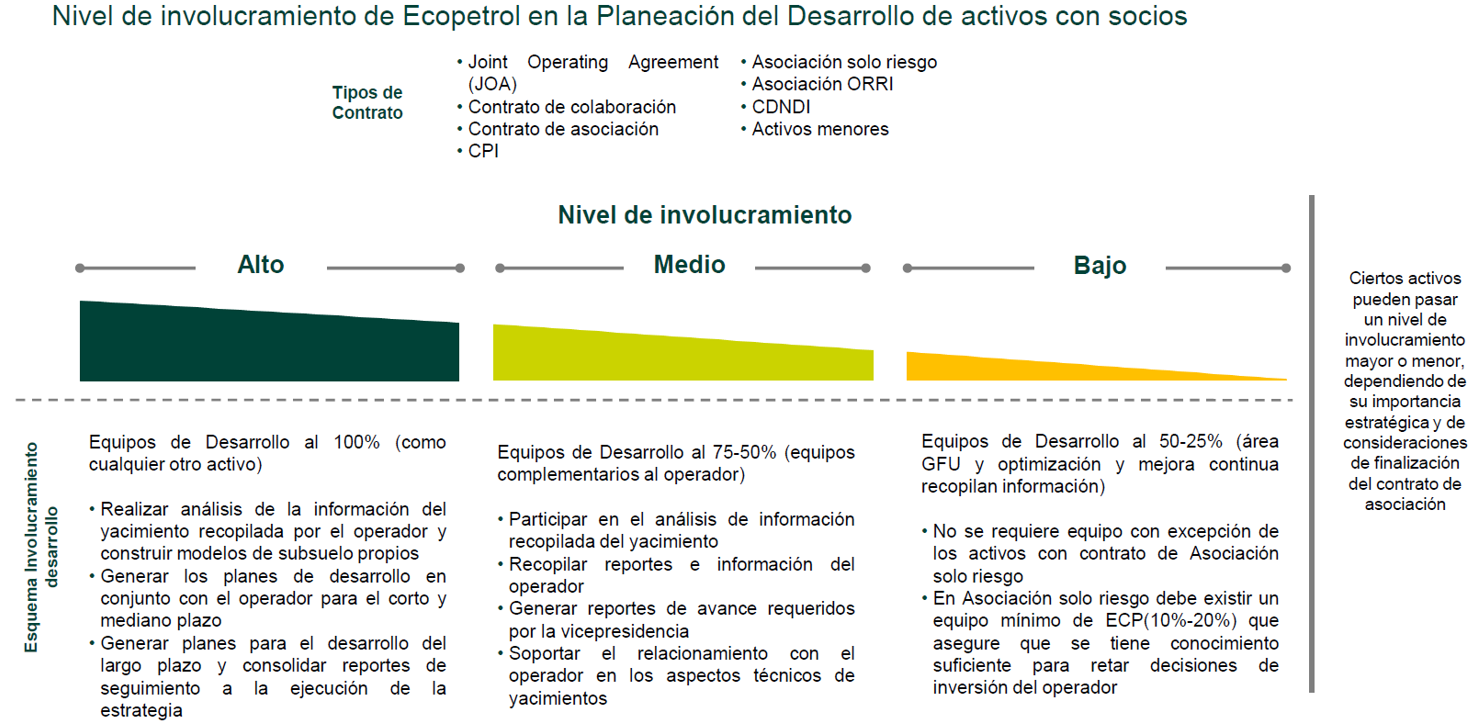 Nivel de involucramiento de Ecopetrol en la Planeación del Desarrollo de activos con socios
Tipos de
Contrato
• Joint Operating Agreement
(JOA)
• Contrato de colaboración
• Contrato de asociación
• CPI
• Asociación solo riesgo
• Asociación ORRI
• CDNDI
• Activos menores
Nivel de involucramiento
Alto
Medio
Bajo
Esquema Involucramiento
desarrollo
Equipos de Desarrollo al 100% (como
cualquier otro activo)
• Realizar análisis de la información del
yacimiento recopilada por el operador y
construir modelos de subsuelo propios
• Generar los planes de desarrollo en
conjunto con el operador para el corto y
mediano plazo
• Generar planes para el desarrollo del
largo plazo y consolidar reportes de
seguimiento a la ejecución de la
estrategia
Equipos de Desarrollo al 75-50% (equipos
complementarios al operador)
• Participar en el análisis de información
recopilada del yacimiento
• Recopilar reportes e información del
operador
• Generar reportes de avance requeridos
por la vicepresidencia
• Soportar el relacionamiento con el
operador en los aspectos técnicos de
yacimientos
Equipos de Desarrollo al 50-25% (área
GFU y optimización y mejora continua
recopilan información)
• No se requiere equipo con excepción de
los activos con contrato de Asociación
solo riesgo
• En Asociación solo riesgo debe existir un
equipo mínimo de ECP(10%-20%) que
asegure que se tiene conocimiento
suficiente para retar decisiones de
inversión del operador
Ciertos activos
pueden pasar
un nivel de
involucramiento
mayor o menor,
dependiendo de
su importancia
estratégica y de
consideraciones
de finalización
del contrato de
asociación